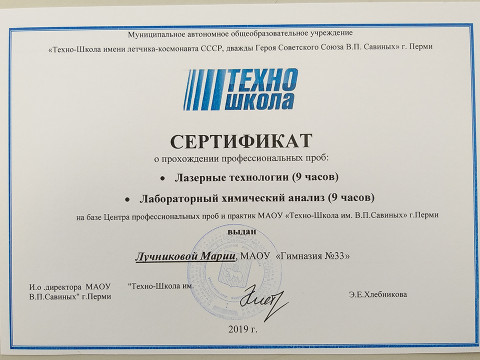 Муниципальное автономное общеобразовательное учреждение
«Техно-Школа имени летчика-космонавта СССР, дважды Героя Советского Союза В.П. Савиных» г. Перми
ТЕХНО
ШКОЛА
СЕРТИФИКАТ
о прохождении профессиональных проб:
• Лазерные технологии (9 часов)
• Лабораторный химический анализ (9 часов)
на базе Центра профессиональных проб и практик МАОУ «Техно-Школа им. В.П.Савиных» г.Перми
выдан
Лучниковой Марии, МАОУ «Гимназия №33»
И.о .директора МАОУ "Техно-Школа им.
В.П.Савиных" г.Перми Э.Е.Хлебникова
2019 г.